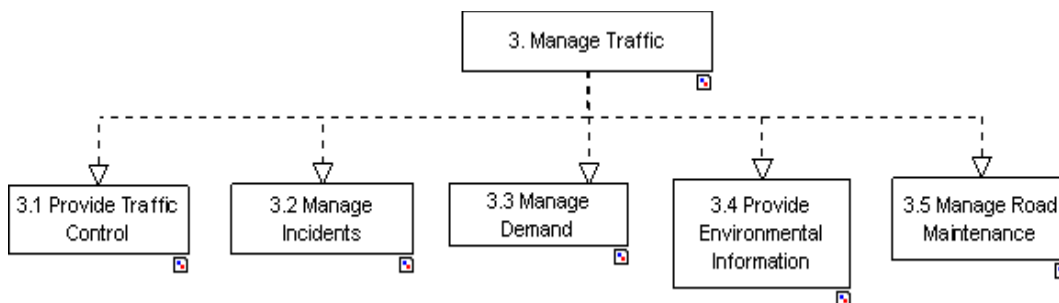 3. Manage Traffic
3.1 Provide Traffic
Control
3.2 Manage
Incidents
3.3 Manage
Demand
3.4 Provide
Environmental
Information
3.5 Manage Road
Maintenance